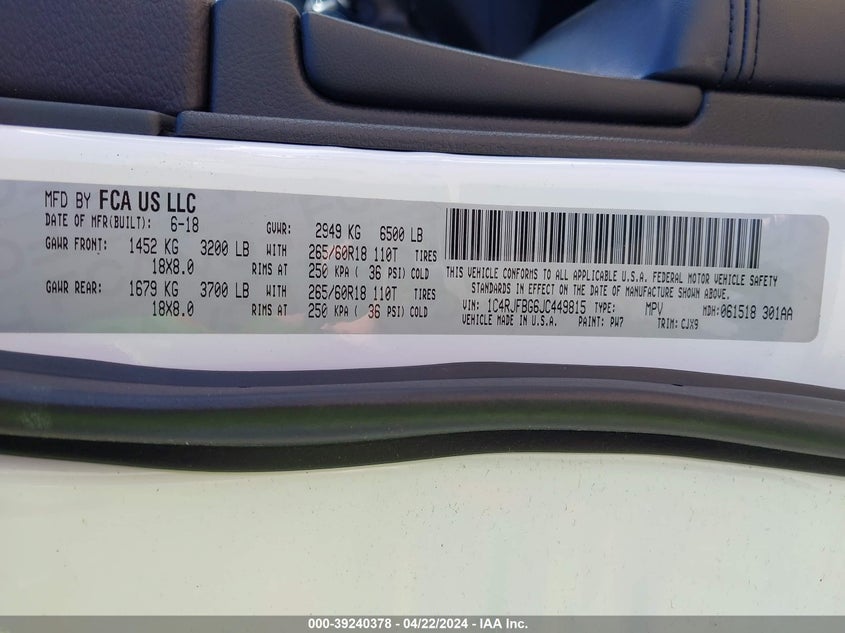 MFD BY FCA US LLC
DATE OF MFR(BUILT): 6-18 GVWR: 2949 KG 6500 LB
GAWR FRONT: 1452 KG 3200 LB WITH 265/60R18 110T TIRES
18X8.0 RIMS AT 250 KPA ( 36 PSI) COLD
GAWR REAR: 1679 KG 3700 LB WITH 265/60R18 110T TIRES
18X8.0 RIMS AT 250 KPA ( 36 PSI) COLD
THIS VEHICLE CONFORMS TO ALL APPLICABLE U.S.A. FEDERAL MOTOR VEHICLE SAFETY
STANDARDS IN EFFECT ON THE DATE OF MANUFACTURE SHOWN ABOVE.
VIN: 1C4RJFBG6JC449815 TYPE: MPV MDH:061518 301AA
VEHICLE MADE IN U.S.A. PAINT: PW7 TRIM: CJX9
000-39240378 - 04/22/2024 - IAA Inc.